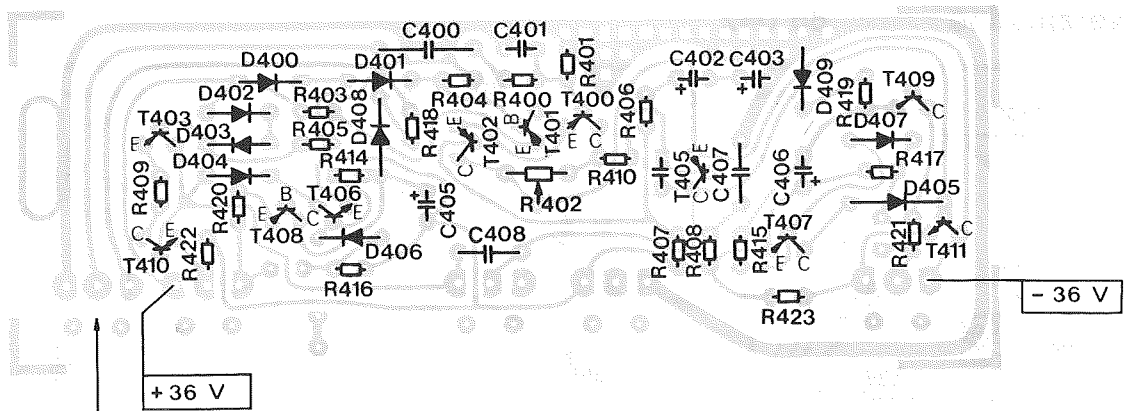 C400
C401
D400
D401
R401
C402
C403
D409
D402
R403
D408
R404
R400
T400
R406
R419
T409
T403
E
D403
R405
R418
E
T402
C
B
E
T401
E
C
D407
C
D404
R414
R410
T405
E
C
C407
C406
R417
R409
R420
B
E
C
T406
E
C405
R402
D405
T408
D406
C408
R407
R408
R415
T407
E
C
R421
C
T411
C
E
T410
R422
R416
R423
- 36 V
+ 36 V